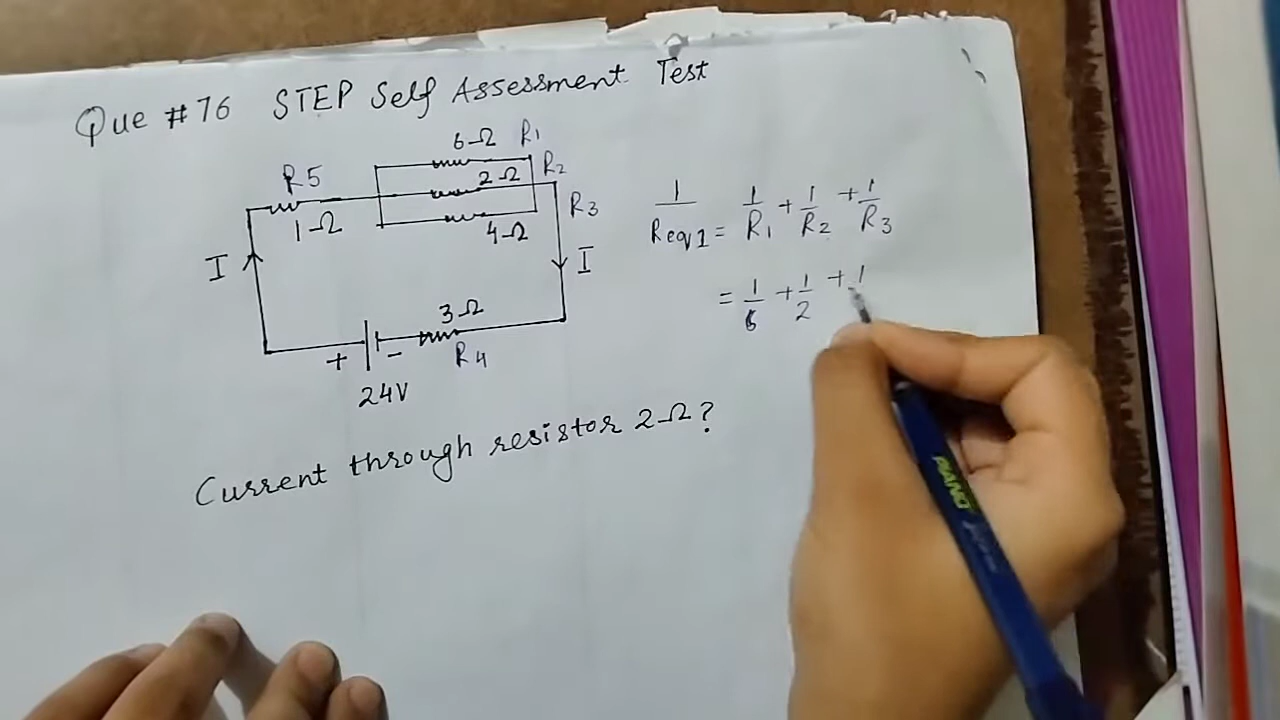 Que #76 STEP Self Assessment Test
6Ω R1
R2
R5
2Ω
R3
1Ω
4Ω
I
I
3Ω
+ -
R4
24V
1/Req1 = 1/R1 + 1/R2 + 1/R3
= 1/6 + 1/2 + 1
Current through resistor 2Ω?